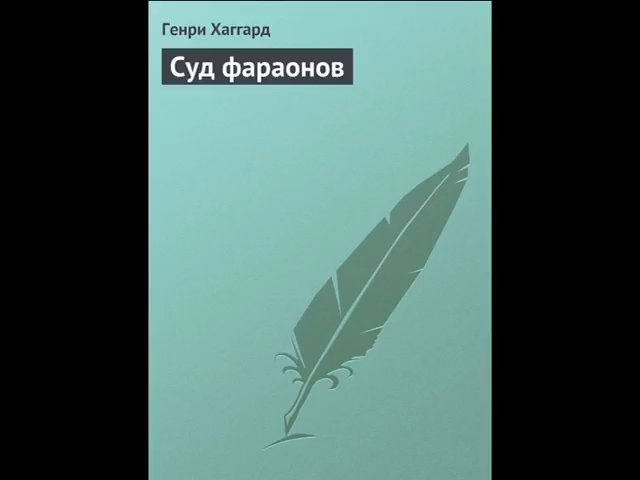 Генри Хаггард
Суд фараонов